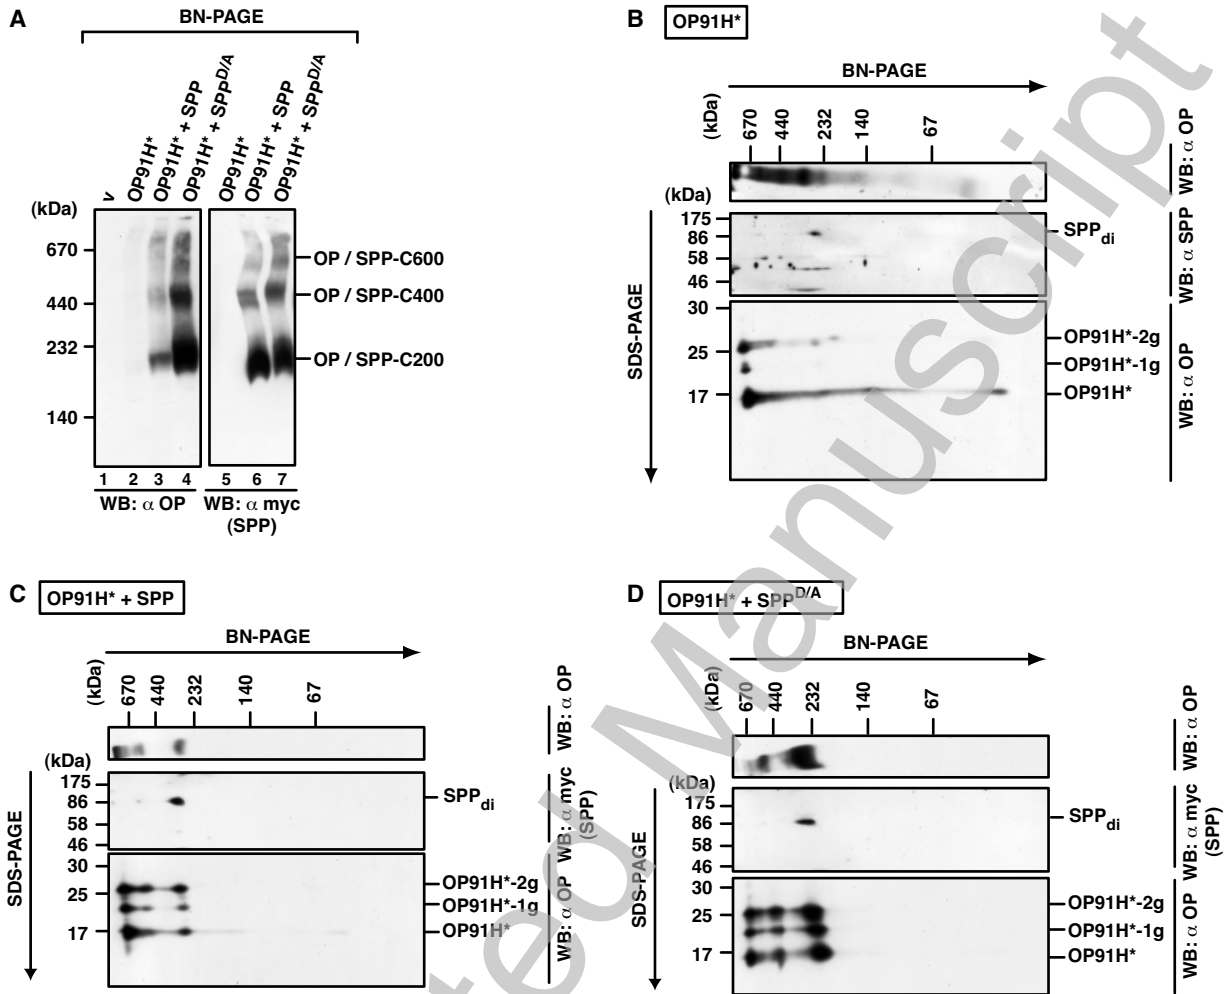 A
BN-PAGE
v
OP91H*
OP91H* + SPP
OP91H* + SPP^D/A
OP91H*
OP91H* + SPP
OP91H* + SPP^D/A
(kDa)
670
440
232
140
OP / SPP-C600
OP / SPP-C400
OP / SPP-C200
1 2 3 4 5 6 7
WB: α OP WB: α myc
(SPP)
B OP91H*
BN-PAGE
(kDa) 670 440 232 140 67
WB: α OP
(kDa)
175
86
58
46
SPPdi
WB: α SPP
30
25
17
OP91H*-2g
OP91H*-1g
OP91H*
WB: α OP
SDS-PAGE
C OP91H* + SPP
BN-PAGE
(kDa) 670 440 232 140 67
WB: α OP
(kDa)
175
86
58
46
SPPdi
WB: α myc
(SPP)
30
25
17
OP91H*-2g
OP91H*-1g
OP91H*
WB: α OP
SDS-PAGE
D OP91H* + SPP^D/A
BN-PAGE
(kDa) 670 440 232 140 67
WB: α OP
(kDa)
175
86
58
46
SPPdi
WB: α myc
(SPP)
30
25
17
OP91H*-2g
OP91H*-1g
OP91H*
WB: α OP
SDS-PAGE
ted Manuscript